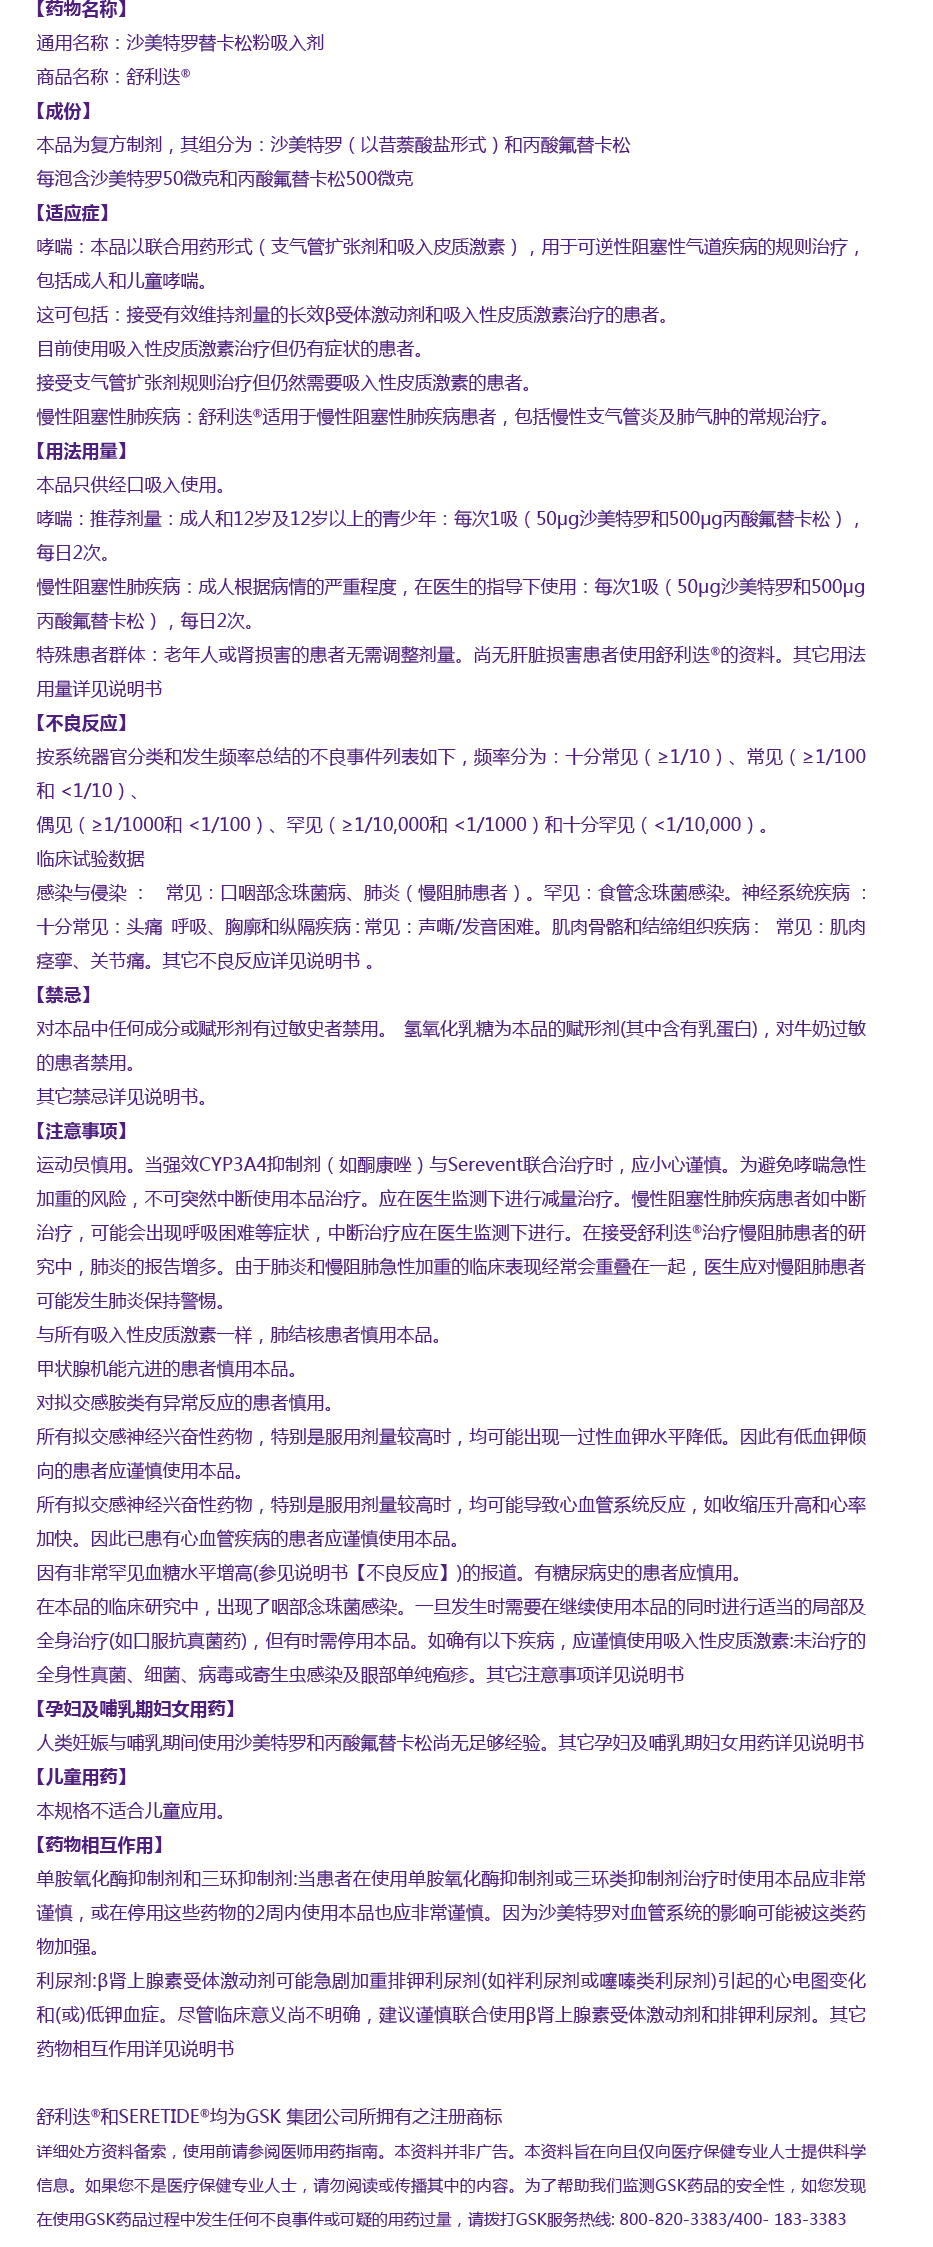 【药物名称】
通用名称：沙美特罗替卡松粉吸入剂
商品名称：舒利迭®
【成份】
本品为复方制剂，其组分为：沙美特罗（以昔萘酸盐形式）和丙酸氟替卡松
每泡含沙美特罗50微克和丙酸氟替卡松500微克
【适应症】
哮喘：本品以联合用药形式（支气管扩张剂和吸入皮质激素），用于可逆性阻塞性气道疾病的规则治疗，
包括成人和儿童哮喘。
这可包括：接受有效维持剂量的长效β受体激动剂和吸入性皮质激素治疗的患者。
目前使用吸入性皮质激素治疗但仍有症状的患者。
接受支气管扩张剂规则治疗但仍然需要吸入性皮质激素的患者。
慢性阻塞性肺疾病：舒利迭®适用于慢性阻塞性肺疾病患者，包括慢性支气管炎及肺气肿的常规治疗。
【用法用量】
本品只供经口吸入使用。
哮喘：推荐剂量：成人和12岁及12岁以上的青少年：每次1吸（50µg沙美特罗和500µg丙酸氟替卡松），
每日2次。
慢性阻塞性肺疾病：成人根据病情的严重程度，在医生的指导下使用：每次1吸（50µg沙美特罗和500µg
丙酸氟替卡松），每日2次。
特殊患者群体：老年人或肾损害的患者无需调整剂量。尚无肝脏损害患者使用舒利迭®的资料。其它用法
用量详见说明书
【不良反应】
按系统器官分类和发生频率总结的不良事件列表如下，频率分为：十分常见（≥1/10）、常见（≥1/100
和 <1/10）、
偶见（≥1/1000和 <1/100）、罕见（≥1/10,000和 <1/1000）和十分罕见（<1/10,000）。
临床试验数据
感染与侵染 ： 常见：口咽部念珠菌病、肺炎（慢阻肺患者）。罕见：食管念珠菌感染。神经系统疾病 ：
十分常见：头痛 呼吸、胸廓和纵隔疾病：常见：声嘶/发音困难。肌肉骨骼和结缔组织疾病： 常见：肌肉
痉挛、关节痛。其它不良反应详见说明书 。
【禁忌】
对本品中任何成分或赋形剂有过敏史者禁用。 氢氧化乳糖为本品的赋形剂(其中含有乳蛋白)，对牛奶过敏
的患者禁用。
其它禁忌详见说明书。
【注意事项】
运动员慎用。当强效CYP3A4抑制剂（如酮康唑）与Serevent联合治疗时，应小心谨慎。为避免哮喘急性
加重的风险，不可突然中断使用本品治疗。应在医生监测下进行减量治疗。慢性阻塞性肺疾病患者如中断
治疗，可能会出现呼吸困难等症状，中断治疗应在医生监测下进行。在接受舒利迭®治疗慢阻肺患者的研
究中，肺炎的报告增多。由于肺炎和慢阻肺急性加重的临床表现经常会重叠在一起，医生应对慢阻肺患者
可能发生肺炎保持警惕。
与所有吸入性皮质激素一样，肺结核患者慎用本品。
甲状腺机能亢进的患者慎用本品。
对拟交感胺类有异常反应的患者慎用。
所有拟交感神经兴奋性药物，特别是服用剂量较高时，均可能出现一过性血钾水平降低。因此有低血钾倾
向的患者应谨慎使用本品。
所有拟交感神经兴奋性药物，特别是服用剂量较高时，均可能导致心血管系统反应，如收缩压升高和心率
加快。因此已患有心血管疾病的患者应谨慎使用本品。
因有非常罕见血糖水平增高(参见说明书【不良反应】)的报道。有糖尿病史的患者应慎用。
在本品的临床研究中，出现了咽部念珠菌感染。一旦发生时需要在继续使用本品的同时进行适当的局部及
全身治疗(如口服抗真菌药)，但有时需停用本品。如确有以下疾病，应谨慎使用吸入性皮质激素:未治疗的
全身性真菌、细菌、病毒或寄生虫感染及眼部单纯疱疹。其它注意事项详见说明书
【孕妇及哺乳期妇女用药】
人类妊娠与哺乳期间使用沙美特罗和丙酸氟替卡松尚无足够经验。其它孕妇及哺乳期妇女用药详见说明书
【儿童用药】
本规格不适合儿童应用。
【药物相互作用】
单胺氧化酶抑制剂和三环抑制剂:当患者在使用单胺氧化酶抑制剂或三环类抑制剂治疗时使用本品应非常
谨慎，或在停用这些药物的2周内使用本品也应非常谨慎。因为沙美特罗对血管系统的影响可能被这类药
物加强。
利尿剂:β肾上腺素受体激动剂可能急剧加重排钾利尿剂(如袢利尿剂或噻嗪类利尿剂)引起的心电图变化
和(或)低钾血症。尽管临床意义尚不明确，建议谨慎联合使用β肾上腺素受体激动剂和排钾利尿剂。其它
药物相互作用详见说明书
舒利迭®和SERETIDE®均为GSK 集团公司所拥有之注册商标
详细处方资料备索，使用前请参阅医师用药指南。本资料并非广告。本资料旨在向且仅向医疗保健专业人士提供科学
信息。如果您不是医疗保健专业人士，请勿阅读或传播其中的内容。为了帮助我们监测GSK药品的安全性，如您发现
在使用GSK药品过程中发生任何不良事件或可疑的用药过量，请拨打GSK服务热线: 800-820-3383/400- 183-3383